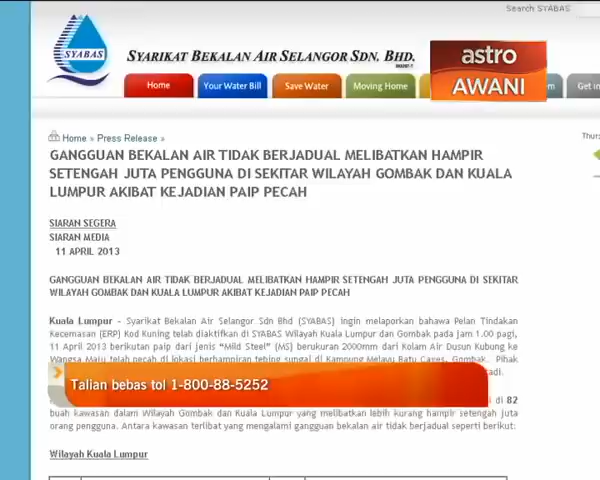 Search SYABAS
SYABAS
SYARIKAT BEKALAN AIR SELANGOR SDN. BHD.
astro
AWANI
Home Your Water Bill Save Water Moving Home Get in
Home » Press Release »
Thur
GANGGUAN BEKALAN AIR TIDAK BERJADUAL MELIBATKAN HAMPIR
SETENGAH JUTA PENGGUNA DI SEKITAR WILAYAH GOMBAK DAN KUALA
LUMPUR AKIBAT KEJADIAN PAIP PECAH
SIARAN SEGERA
SIARAN MEDIA
11 APRIL 2013
GANGGUAN BEKALAN AIR TIDAK BERJADUAL MELIBATKAN HAMPIR SETENGAH JUTA PENGGUNA DI SEKITAR
WILAYAH GOMBAK DAN KUALA LUMPUR AKIBAT KEJADIAN PAIP PECAH
Kuala Lumpur – Syarikat Bekalan Air Selangor Sdn Bhd (SYABAS) ingin melaporkan bahawa Pelan Tindakan
Kecemasan (ERP) Kod Kuning telah diaktifkan di SYABAS Wilayah Kuala Lumpur dan Gombak pada jam 1.00 pagi,
11 April 2013 berikutan paip dari jenis “Mild Steel” (MS) berukuran 2000mm dari Kolam Air Dusun Kubung ke
Wangsa Maju telah pecah di lokasi berhampiran tebing sungai di Kampung Melayu Batu Caves, Gombak. Pihak
Talian bebas tol 1-800-88-5252
di 82
buah kawasan dalam Wilayah Gombak dan Kuala Lumpur yang melibatkan lebih kurang hampir setengah juta
orang pengguna. Antara kawasan terlibat yang mengalami gangguan bekalan air tidak berjadual seperti berikut:
Wilayah Kuala Lumpur